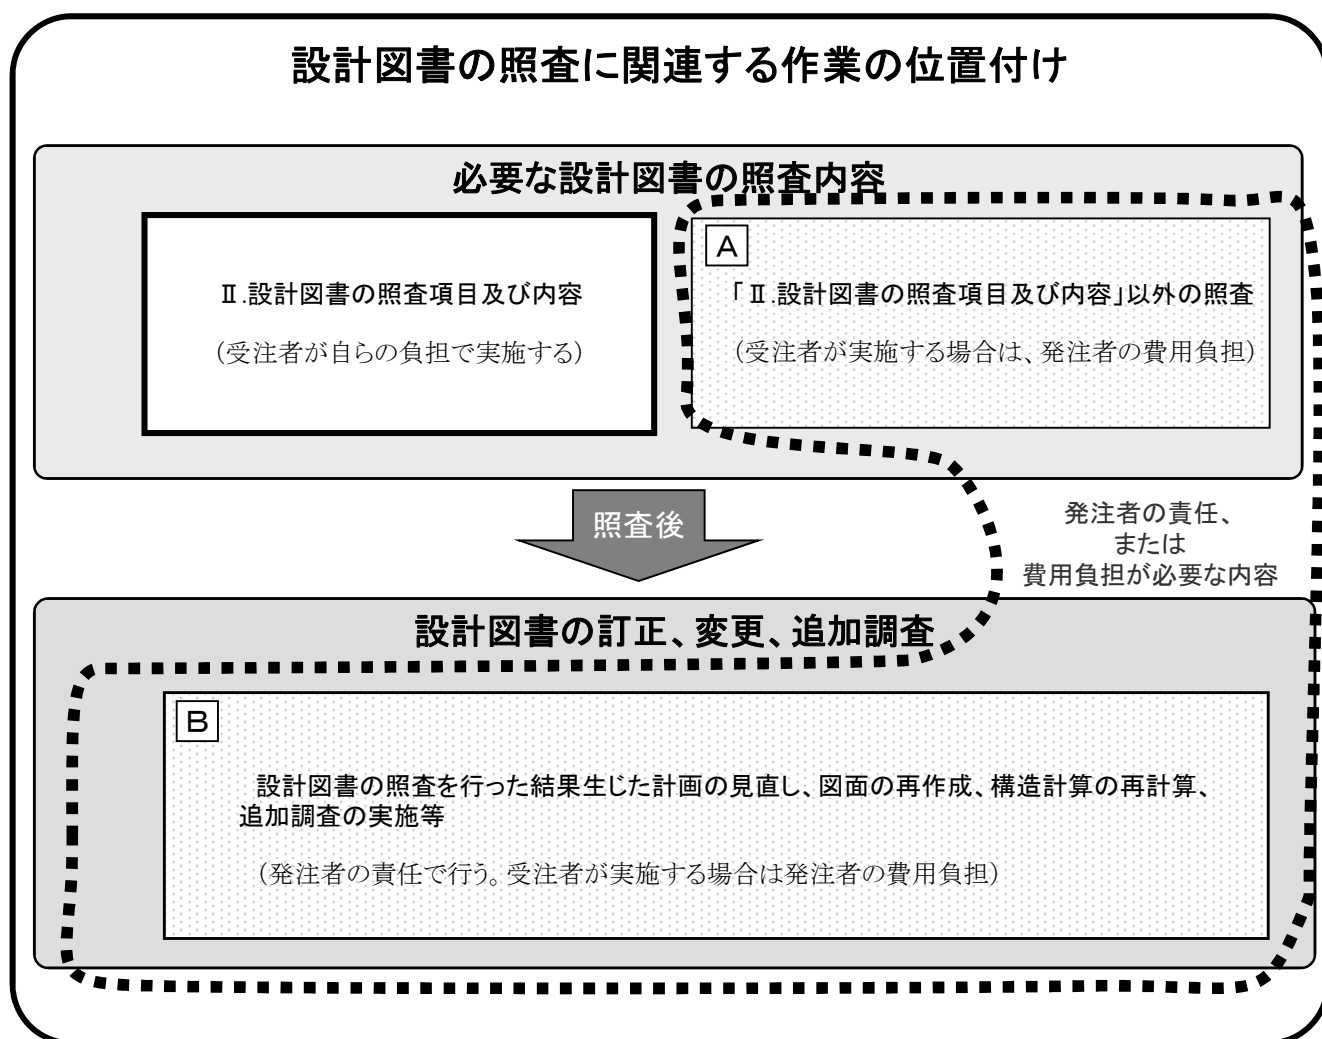 設計図書の照査に関連する作業の位置付け
必要な設計図書の照査内容
Ⅱ.設計図書の照査項目及び内容
（受注者が自らの負担で実施する）
A
「Ⅱ.設計図書の照査項目及び内容」以外の照査
（受注者が実施する場合は、発注者の費用負担）
照査後
発注者の責任、
または
費用負担が必要な内容
設計図書の訂正、変更、追加調査
B
設計図書の照査を行った結果生じた計画の見直し、図面の再作成、構造計算の再計算、
追加調査の実施等
（発注者の責任で行う。受注者が実施する場合は発注者の費用負担）